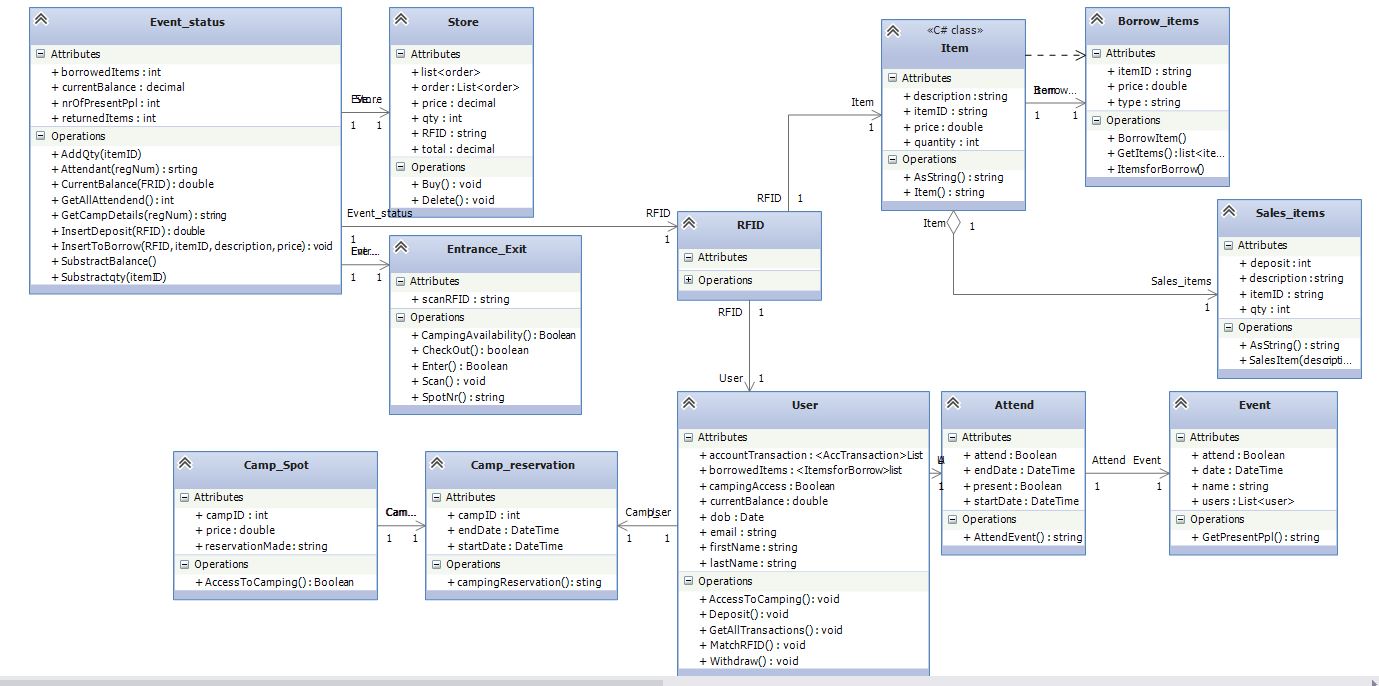 Event_status
Attributes
+ borrowedItems : int
+ currentBalance : decimal
+ nrOfPresentPpl : int
+ returnedItems : int
Operations
+ AddQty(itemID)
+ Attendant(regNum) : srting
+ CurrentBalance(FRID) : double
+ GetAllAttendend() : int
+ GetCampDetails(regNum) : string
+ InsertDeposit(RFID) : double
+ InsertToBorrow(RFID, itemID, description, price) : void
+ SubstractBalance()
+ Substractqty(itemID)
Store
1
1
Store
Attributes
+ list<order>
+ order : List<order>
+ price : decimal
+ qty : int
+ RFID : string
+ total : decimal
Operations
+ Buy() : void
+ Delete() : void
Event_status
RFID
1
1
1
1
Entrance_Exit
Attributes
+ scanRFID : string
Operations
+ CampingAvailability() : Boolean
+ CheckOut() : boolean
+ Enter() : Boolean
+ Scan() : void
+ SpotNr() : string
RFID
Attributes
Operations
RFID
1
Item
1
«C# class»
Item
Attributes
+ description : string
+ itemID : string
+ price : double
+ quantity : int
Operations
+ AsString() : string
+ Item() : string
Borrow...
1
1
Borrow_items
Attributes
+ itemID : string
+ price : double
+ type : string
Operations
+ BorrowItem()
+ GetItems() : list<ite...
+ ItemsforBorrow()
Item
1
Sales_items
1
Sales_items
Attributes
+ deposit : int
+ description : string
+ itemID : string
+ qty : int
Operations
+ AsString() : string
+ SalesItem(descripti...
RFID
1
User
1
User
Attributes
+ accountTransaction : <AccTransaction>List
+ borrowedItems : <ItemsforBorrow>list
+ campingAccess : Boolean
+ currentBalance : double
+ dob : Date
+ email : string
+ firstName : string
+ lastName : string
Operations
+ AccessToCamping() : void
+ Deposit() : void
+ GetAllTransactions() : void
+ MatchRFID() : void
+ Withdraw() : void
1
Attend
Attributes
+ attend : Boolean
+ endDate : DateTime
+ present : Boolean
+ startDate : DateTime
Operations
+ AttendEvent() : string
Attend
Event
1
1
Event
Attributes
+ attend : Boolean
+ date : DateTime
+ name : string
+ users : List<user>
Operations
+ GetPresentPpl() : string
Camp_Spot
Attributes
+ campID : int
+ price : double
+ reservationMade : string
Operations
+ AccessToCamping() : Boolean
Cam...
1
1
Camp_reservation
Attributes
+ campID : int
+ endDate : DateTime
+ startDate : DateTime
Operations
+ campingReservation() : sting
User
1
1